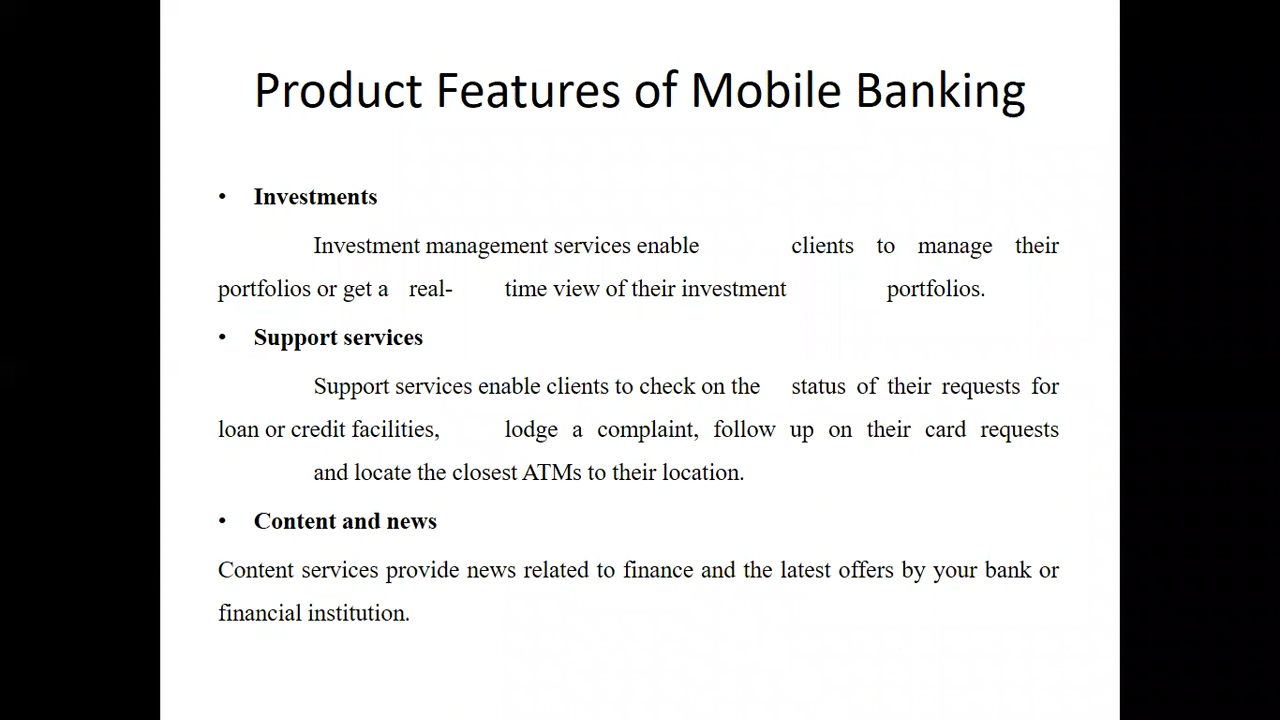 Product Features of Mobile Banking
• Investments
Investment management services enable clients to manage their
portfolios or get a real- time view of their investment portfolios.
• Support services
Support services enable clients to check on the status of their requests for
loan or credit facilities, lodge a complaint, follow up on their card requests
and locate the closest ATMs to their location.
• Content and news
Content services provide news related to finance and the latest offers by your bank or
financial institution.